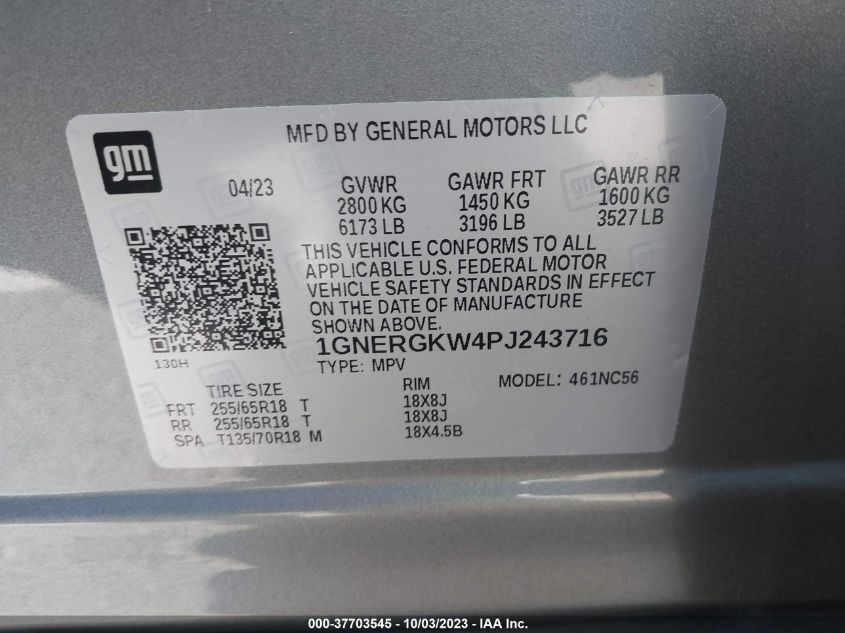 MFD BY GENERAL MOTORS LLC
gm
04/23 GVWR GAWR FRT GAWR RR
2800 KG 1450 KG 1600 KG
6173 LB 3196 LB 3527 LB
THIS VEHICLE CONFORMS TO ALL
APPLICABLE U.S. FEDERAL MOTOR
VEHICLE SAFETY STANDARDS IN EFFECT
ON THE DATE OF MANUFACTURE
SHOWN ABOVE.
1GNERGKW4PJ243716
130H
TYPE: MPV
MODEL: 461NC56
TIRE SIZE RIM
FRT 255/65R18 T 18X8J
RR 255/65R18 T 18X8J
SPA T135/70R18 M 18X4.5B
000-37703545 - 10/03/2023 - IAA Inc.